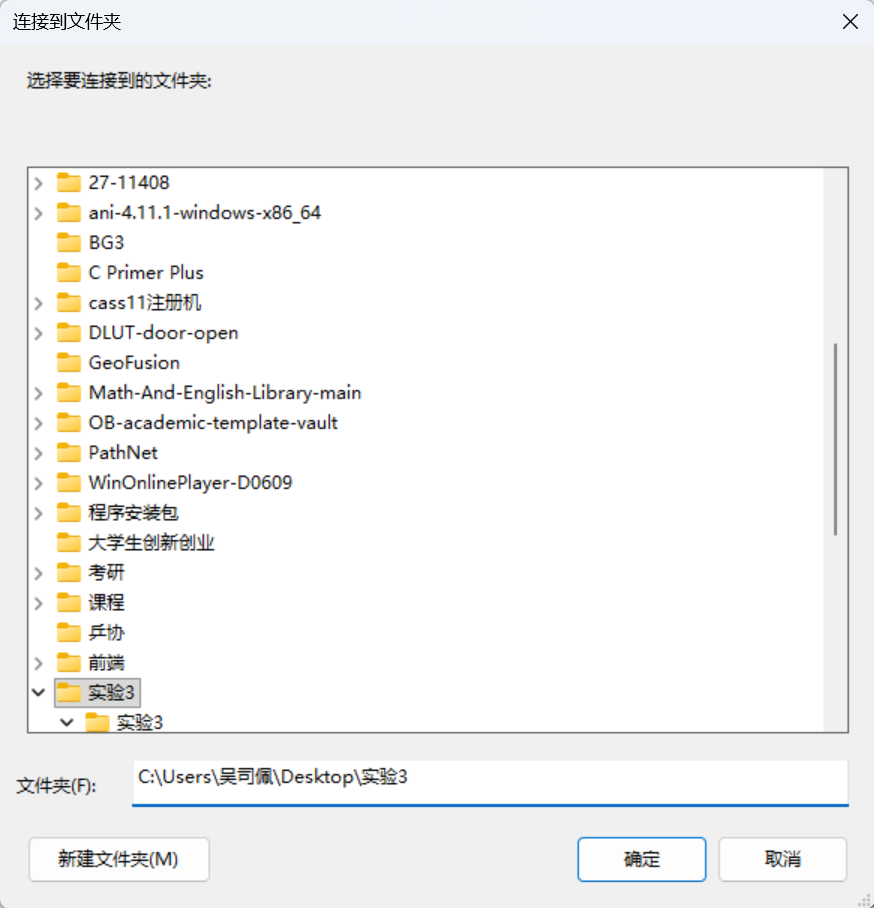 连接到文件夹
选择要连接到的文件夹:
27-11408
ani-4.11.1-windows-x86_64
BG3
C Primer Plus
cass11注册机
DLUT-door-open
GeoFusion
Math-And-English-Library-main
OB-academic-template-vault
PathNet
WinOnlinePlayer-D0609
程序安装包
大学生创新创业
考研
课程
乒协
前端
实验3
实验3
文件夹(F):
C:\Users\吴司佩\Desktop\实验3
新建文件夹(M)
确定
取消